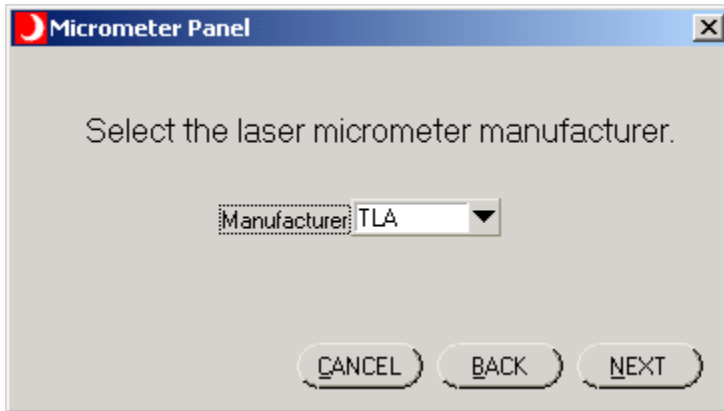 Micrometer Panel
Select the laser micrometer manufacturer.
Manufacturer TLA
CANCEL BACK NEXT